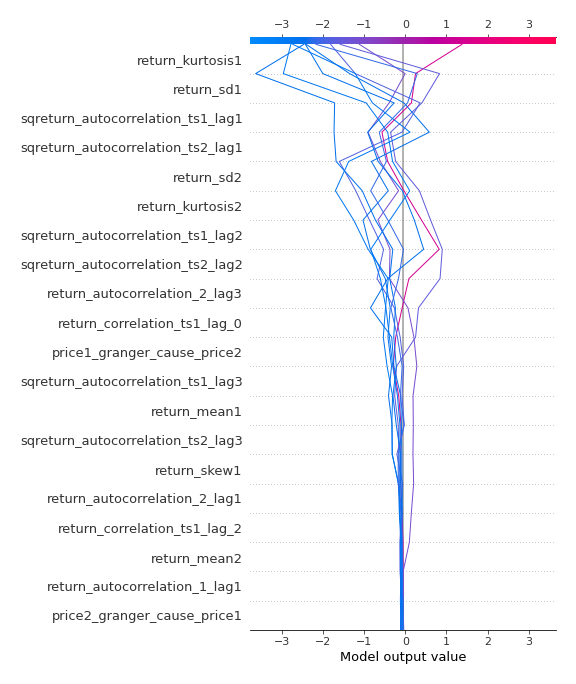 −3 −2 −1 0 1 2 3
return_kurtosis1
return_sd1
sqreturn_autocorrelation_ts1_lag1
sqreturn_autocorrelation_ts2_lag1
return_sd2
return_kurtosis2
sqreturn_autocorrelation_ts1_lag2
sqreturn_autocorrelation_ts2_lag2
return_autocorrelation_2_lag3
return_correlation_ts1_lag_0
price1_granger_cause_price2
sqreturn_autocorrelation_ts1_lag3
return_mean1
sqreturn_autocorrelation_ts2_lag3
return_skew1
return_autocorrelation_2_lag1
return_correlation_ts1_lag_2
return_mean2
return_autocorrelation_1_lag1
price2_granger_cause_price1
−3 −2 −1 0 1 2 3
Model output value